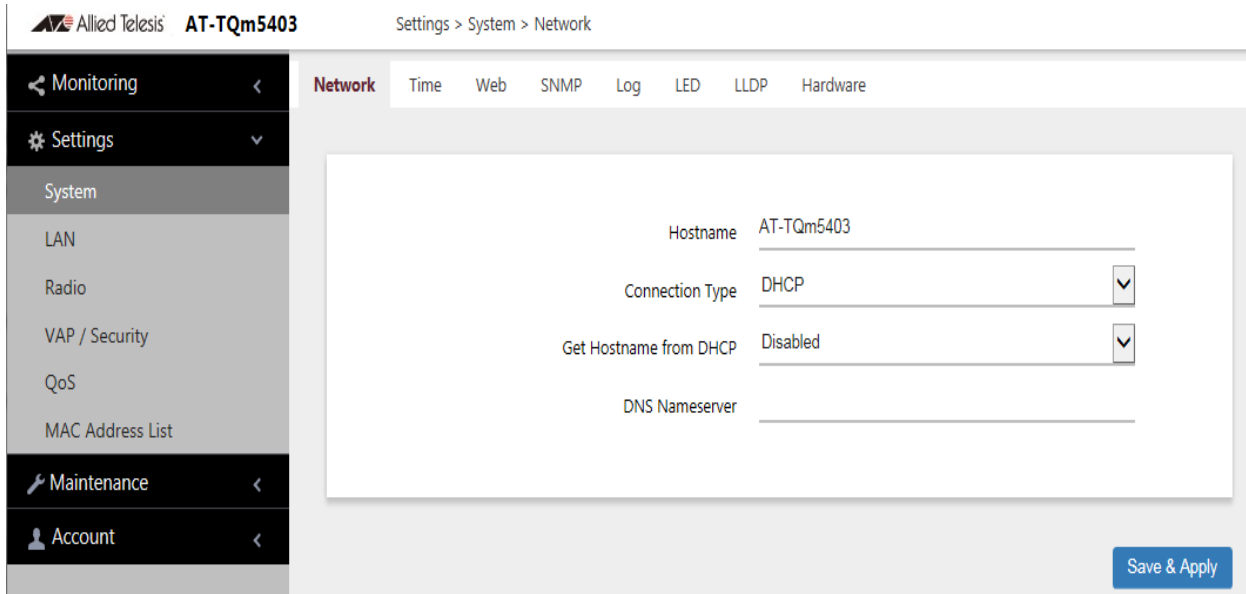 Allied Telesis AT-TQm5403 Settings > System > Network
Monitoring
Network Time Web SNMP Log LED LLDP Hardware
Settings
System
LAN
Radio
VAP / Security
QoS
MAC Address List
Maintenance
Account
Hostname AT-TQm5403
Connection Type DHCP
Get Hostname from DHCP Disabled
DNS Nameserver
Save & Apply